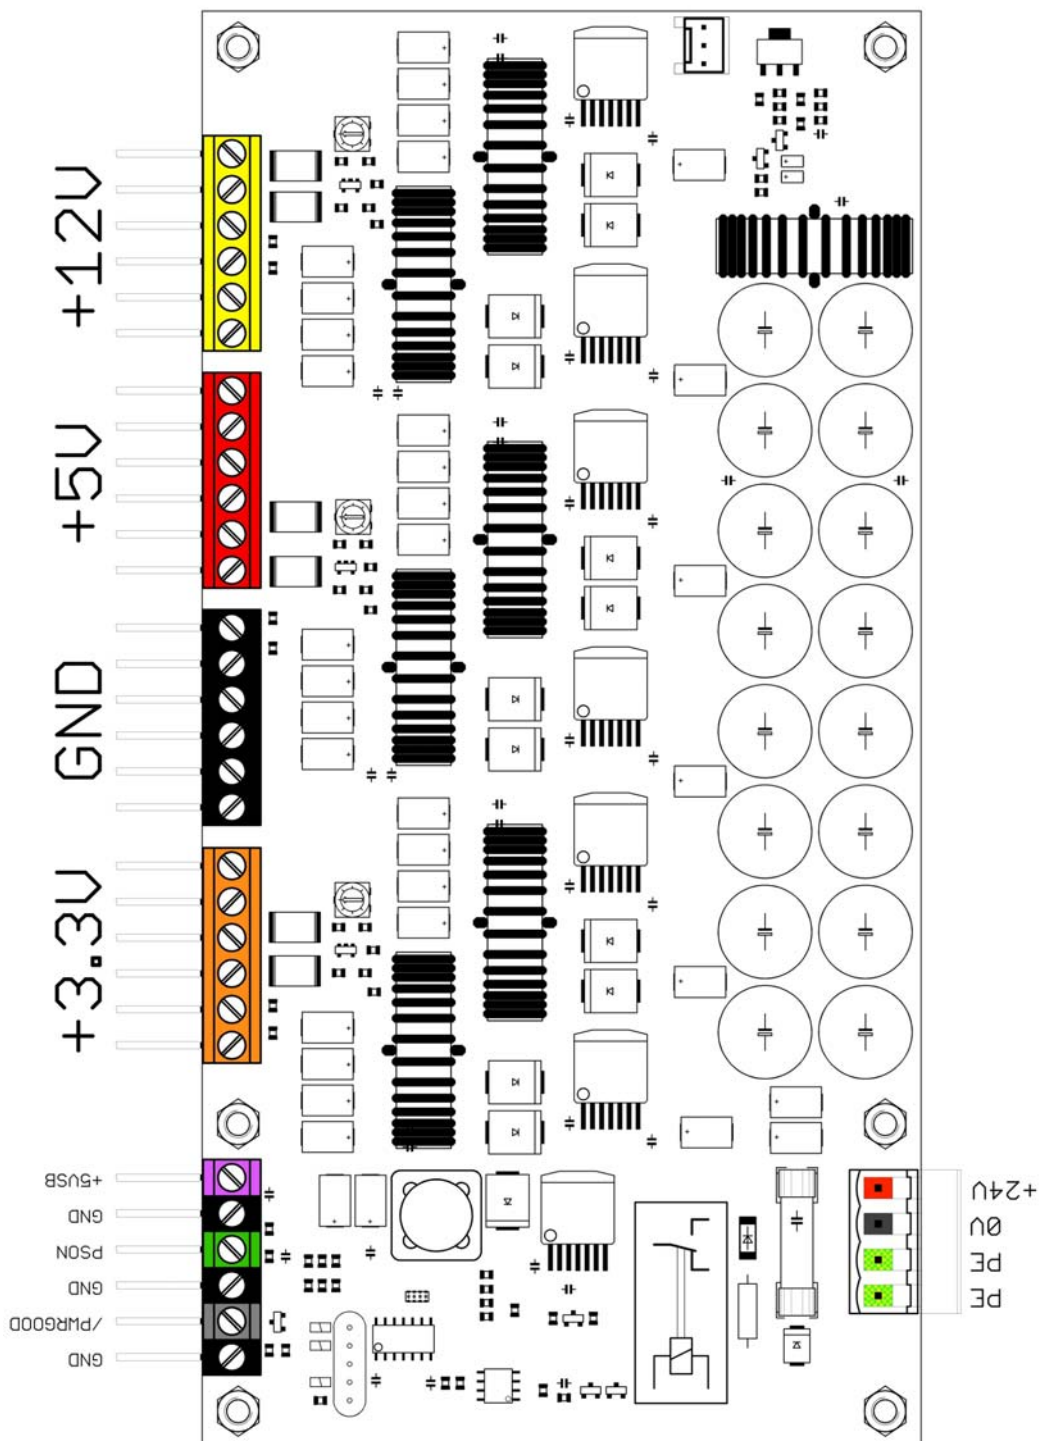 +12V
+5V
GND
+3.3V
+5VSB
GND
PSON
GND
/PWRGOOD
GND
+24V
0V
PE
PE